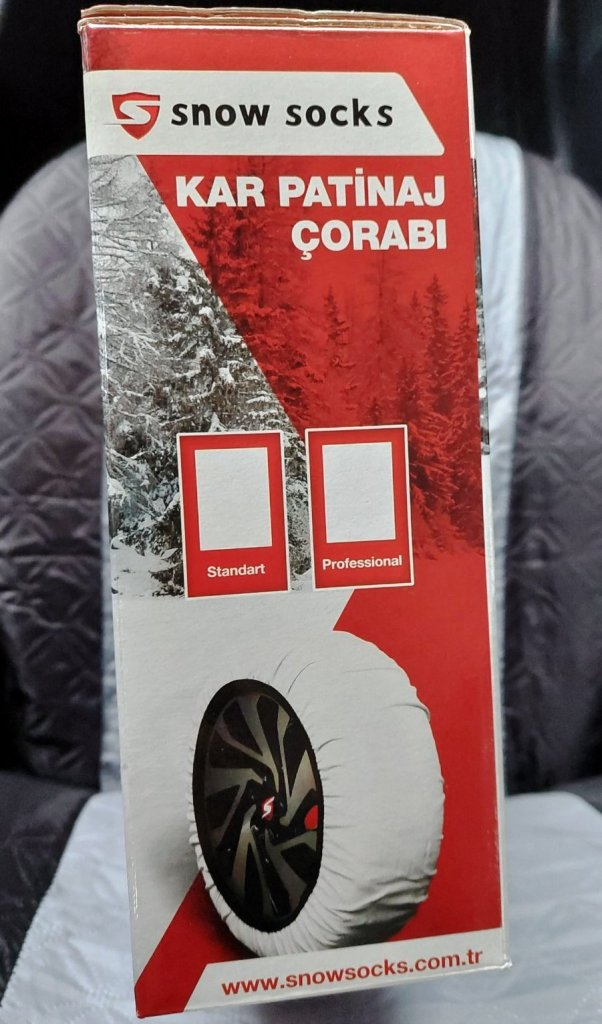 snow socks
KAR PATİNAJ
ÇORABI
Standart
Professional
www.snowsocks.com.tr